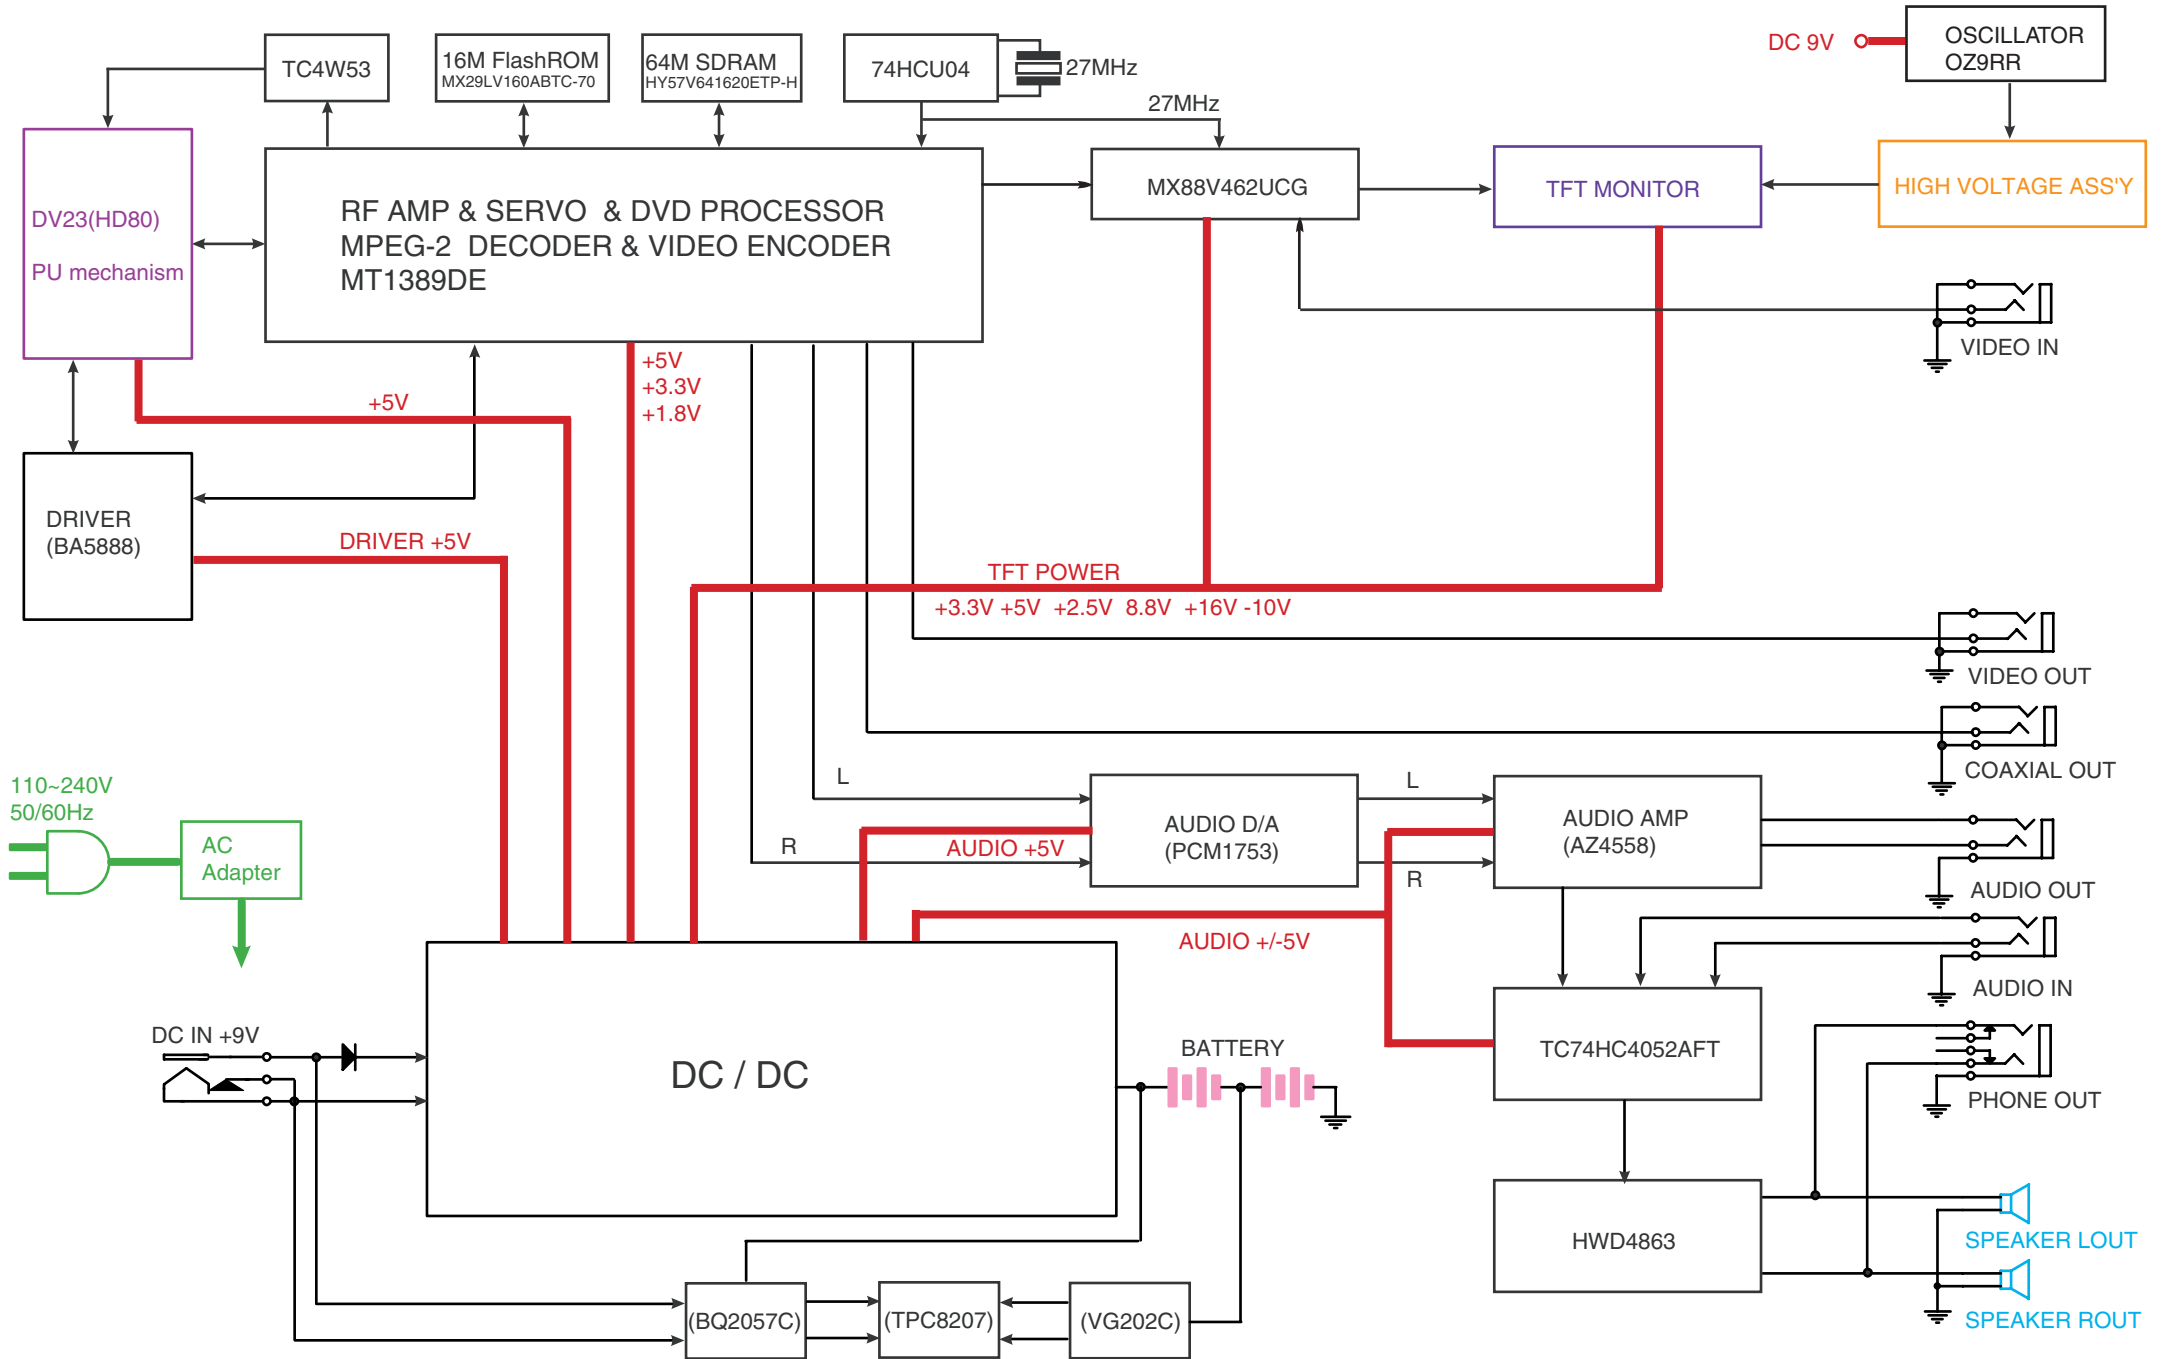 TC4W53
16M FlashROM
MX29LV160ABTC-70
64M SDRAM
HY57V641620ETP-H
74HCU04
27MHz
27MHz
DC 9V
OSCILLATOR
OZ9RR
DV23(HD80)
PU mechanism
RF AMP & SERVO & DVD PROCESSOR
MPEG-2 DECODER & VIDEO ENCODER
MT1389DE
MX88V462UCG
TFT MONITOR
HIGH VOLTAGE ASS'Y
VIDEO IN
+5V
+3.3V
+1.8V
+5V
DRIVER
(BA5888)
DRIVER +5V
TFT POWER
+3.3V +5V +2.5V 8.8V +16V -10V
VIDEO OUT
COAXIAL OUT
110~240V
50/60Hz
AC
Adapter
L
R
AUDIO +5V
AUDIO D/A
(PCM1753)
L
R
AUDIO AMP
(AZ4558)
AUDIO OUT
AUDIO +/-5V
AUDIO IN
DC IN +9V
DC / DC
BATTERY
TC74HC4052AFT
PHONE OUT
HWD4863
SPEAKER LOUT
SPEAKER ROUT
(BQ2057C)
(TPC8207)
(VG202C)